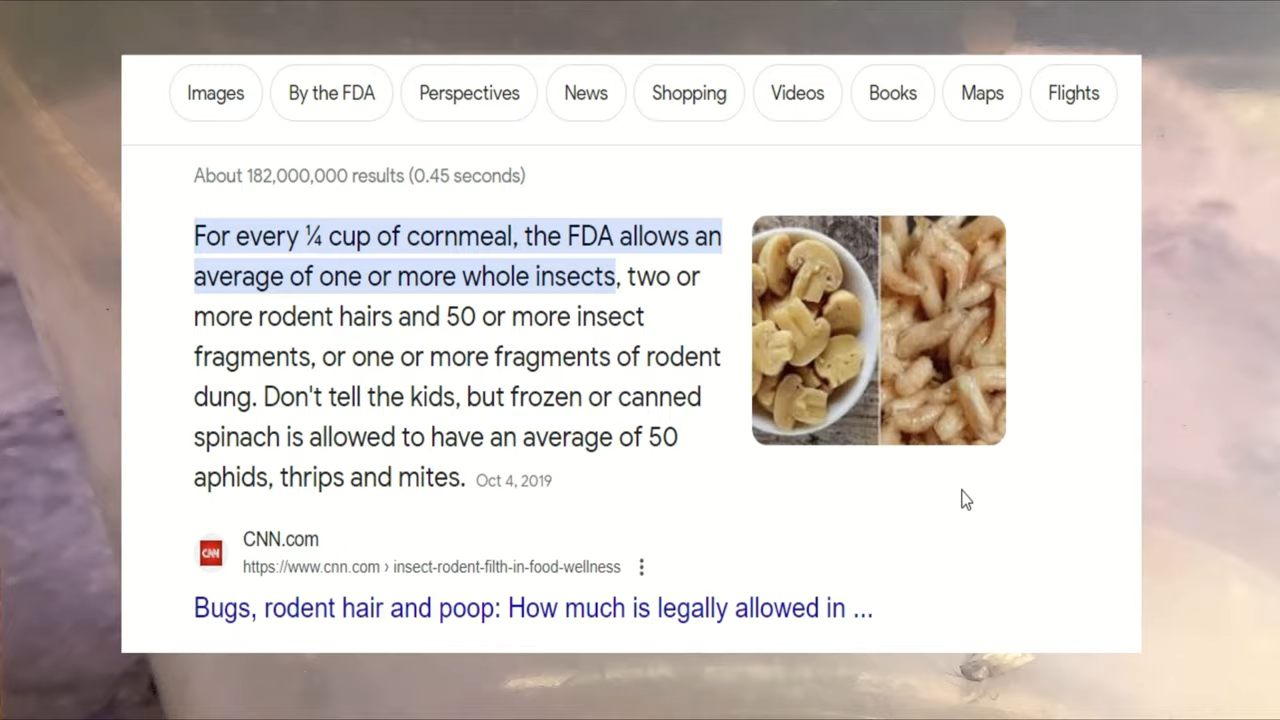 Images By the FDA Perspectives News Shopping Videos Books Maps Flights
About 182,000,000 results (0.45 seconds)
For every ¼ cup of cornmeal, the FDA allows an
average of one or more whole insects, two or
more rodent hairs and 50 or more insect
fragments, or one or more fragments of rodent
dung. Don't tell the kids, but frozen or canned
spinach is allowed to have an average of 50
aphids, thrips and mites. Oct 4, 2019
CNN
CNN.com
https://www.cnn.com › insect-rodent-filth-in-food-wellness
Bugs, rodent hair and poop: How much is legally allowed in ...